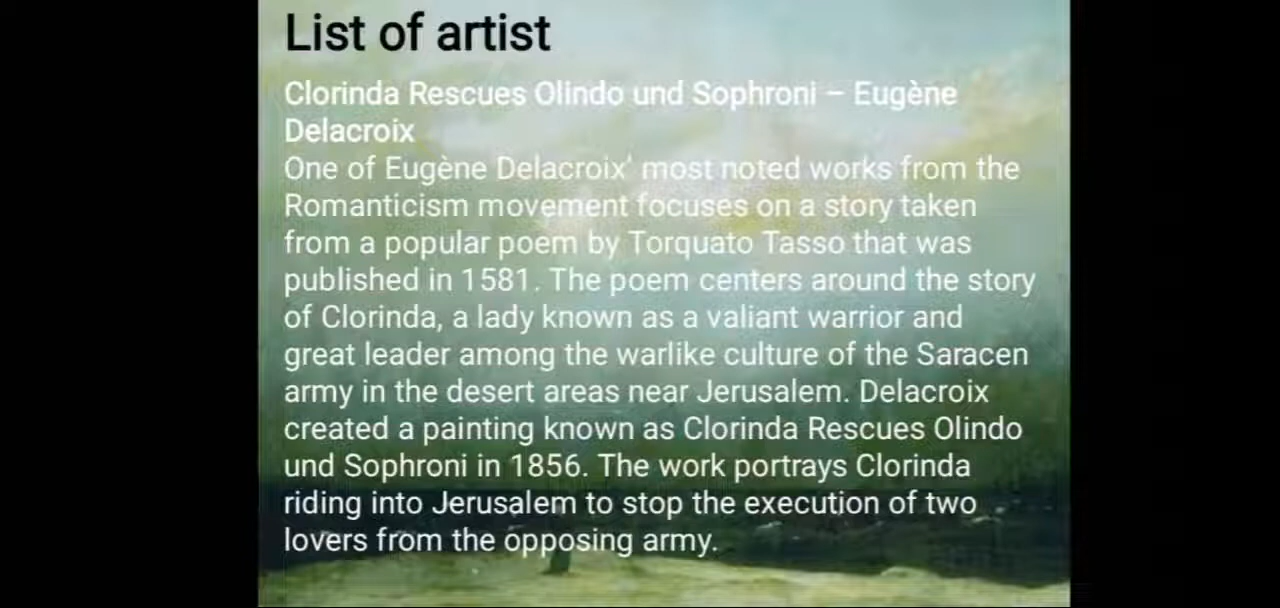 List of artist
Clorinda Rescues Olindo und Sophroni – Eugène
Delacroix
One of Eugène Delacroix' most noted works from the
Romanticism movement focuses on a story taken
from a popular poem by Torquato Tasso that was
published in 1581. The poem centers around the story
of Clorinda, a lady known as a valiant warrior and
great leader among the warlike culture of the Saracen
army in the desert areas near Jerusalem. Delacroix
created a painting known as Clorinda Rescues Olindo
und Sophroni in 1856. The work portrays Clorinda
riding into Jerusalem to stop the execution of two
lovers from the opposing army.